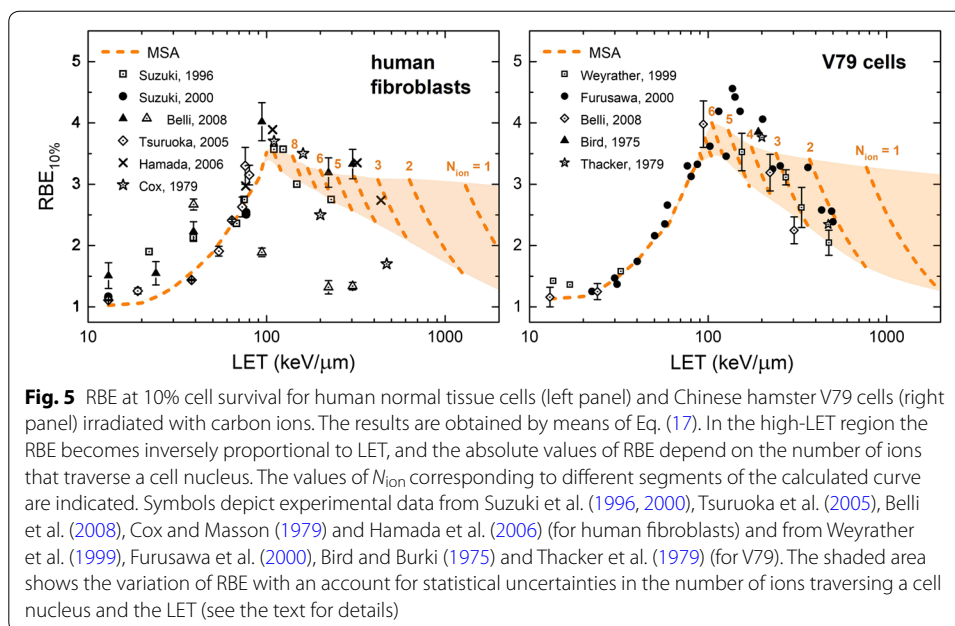 5
4
3
2
1
RBE10%
MSA
Suzuki, 1996
Suzuki, 2000
Belli, 2008
Tsuruoka, 2005
Hamada, 2006
Cox, 1979
human
fibroblasts
8
6
5
3
2
Nion = 1
10
100
1000
LET (keV/μm)
5
4
3
2
1
MSA
Weyrather, 1999
Furusawa, 2000
Belli, 2008
Bird, 1975
Thacker, 1979
V79 cells
6
5
4
3
2
Nion = 1
10
100
1000
LET (keV/μm)
Fig. 5 RBE at 10% cell survival for human normal tissue cells (left panel) and Chinese hamster V79 cells (right
panel) irradiated with carbon ions. The results are obtained by means of Eq. (17). In the high-LET region the
RBE becomes inversely proportional to LET, and the absolute values of RBE depend on the number of ions
that traverse a cell nucleus. The values of Nion corresponding to different segments of the calculated curve
are indicated. Symbols depict experimental data from Suzuki et al. (1996, 2000), Tsuruoka et al. (2005), Belli
et al. (2008), Cox and Masson (1979) and Hamada et al. (2006) (for human fibroblasts) and from Weyrather
et al. (1999), Furusawa et al. (2000), Bird and Burki (1975) and Thacker et al. (1979) (for V79). The shaded area
shows the variation of RBE with an account for statistical uncertainties in the number of ions traversing a cell
nucleus and the LET (see the text for details)